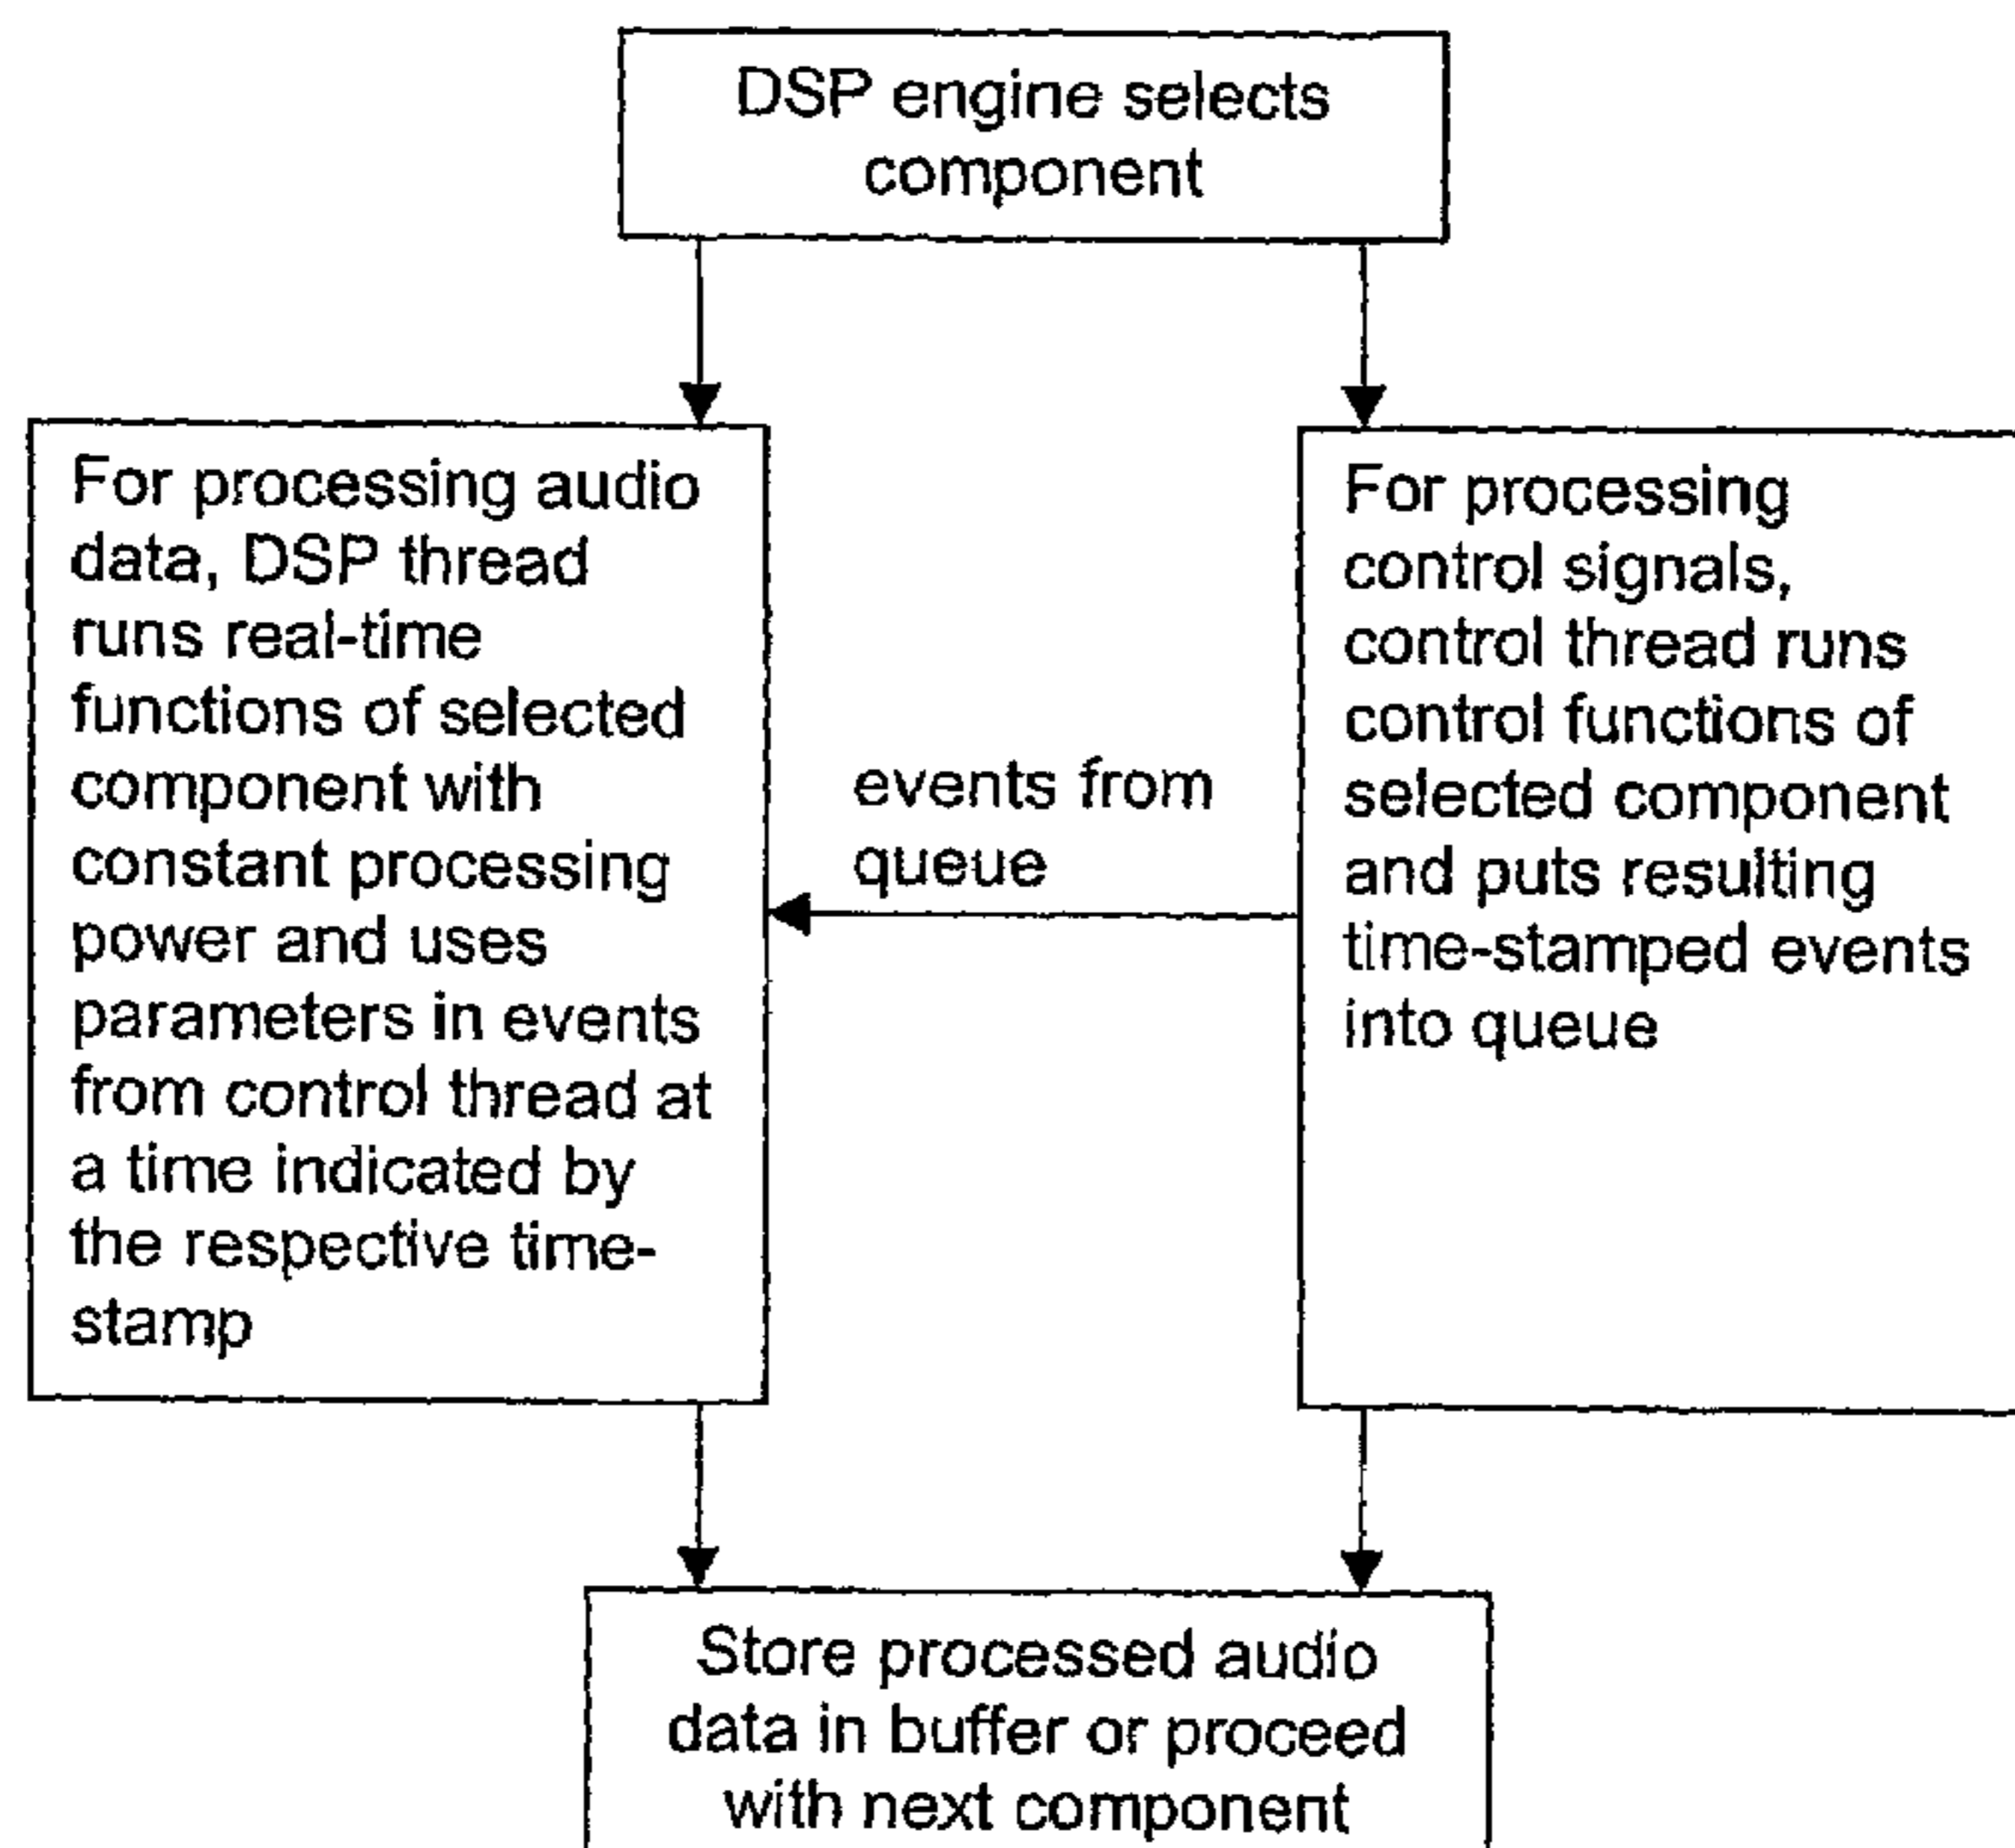 DSP engine selects
component
For processing audio
data, DSP thread
runs real-time
functions of selected
component with
constant processing
power and uses
parameters in events
from control thread at
a time indicated by
the respective time-
stamp
events from
queue
For processing
control signals,
control thread runs
control functions of
selected component
and puts resulting
time-stamped events
into queue
Store processed audio
data in buffer or proceed
with next component